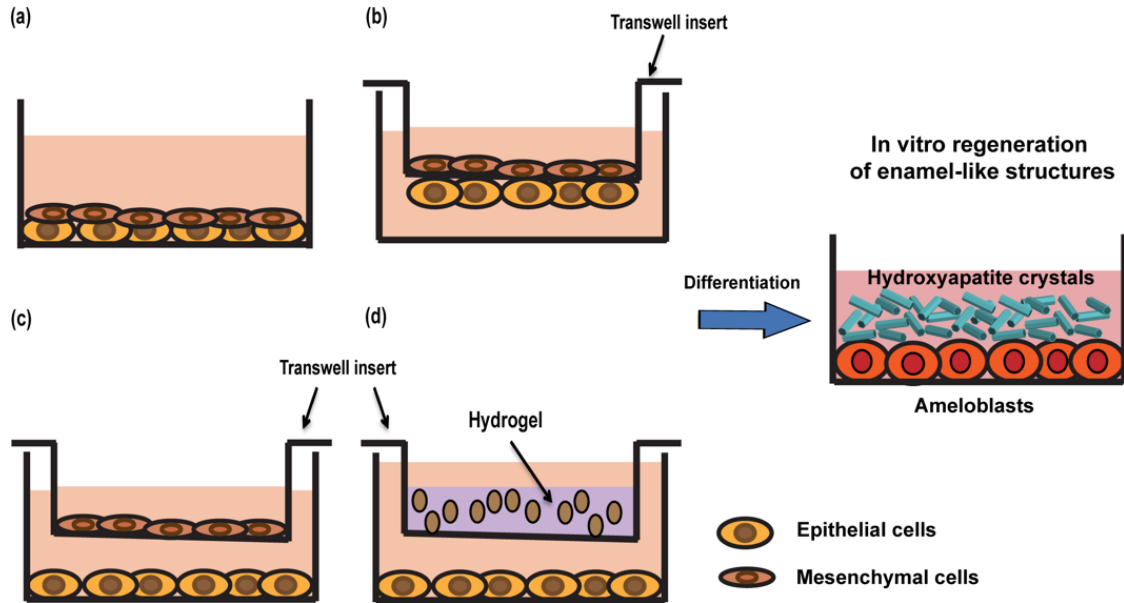 (a)
(b)
Transwell insert
In vitro regeneration
of enamel-like structures
Differentiation
Hydroxyapatite crystals
Ameloblasts
(c)
(d)
Transwell insert
Hydrogel
Epithelial cells
Mesenchymal cells